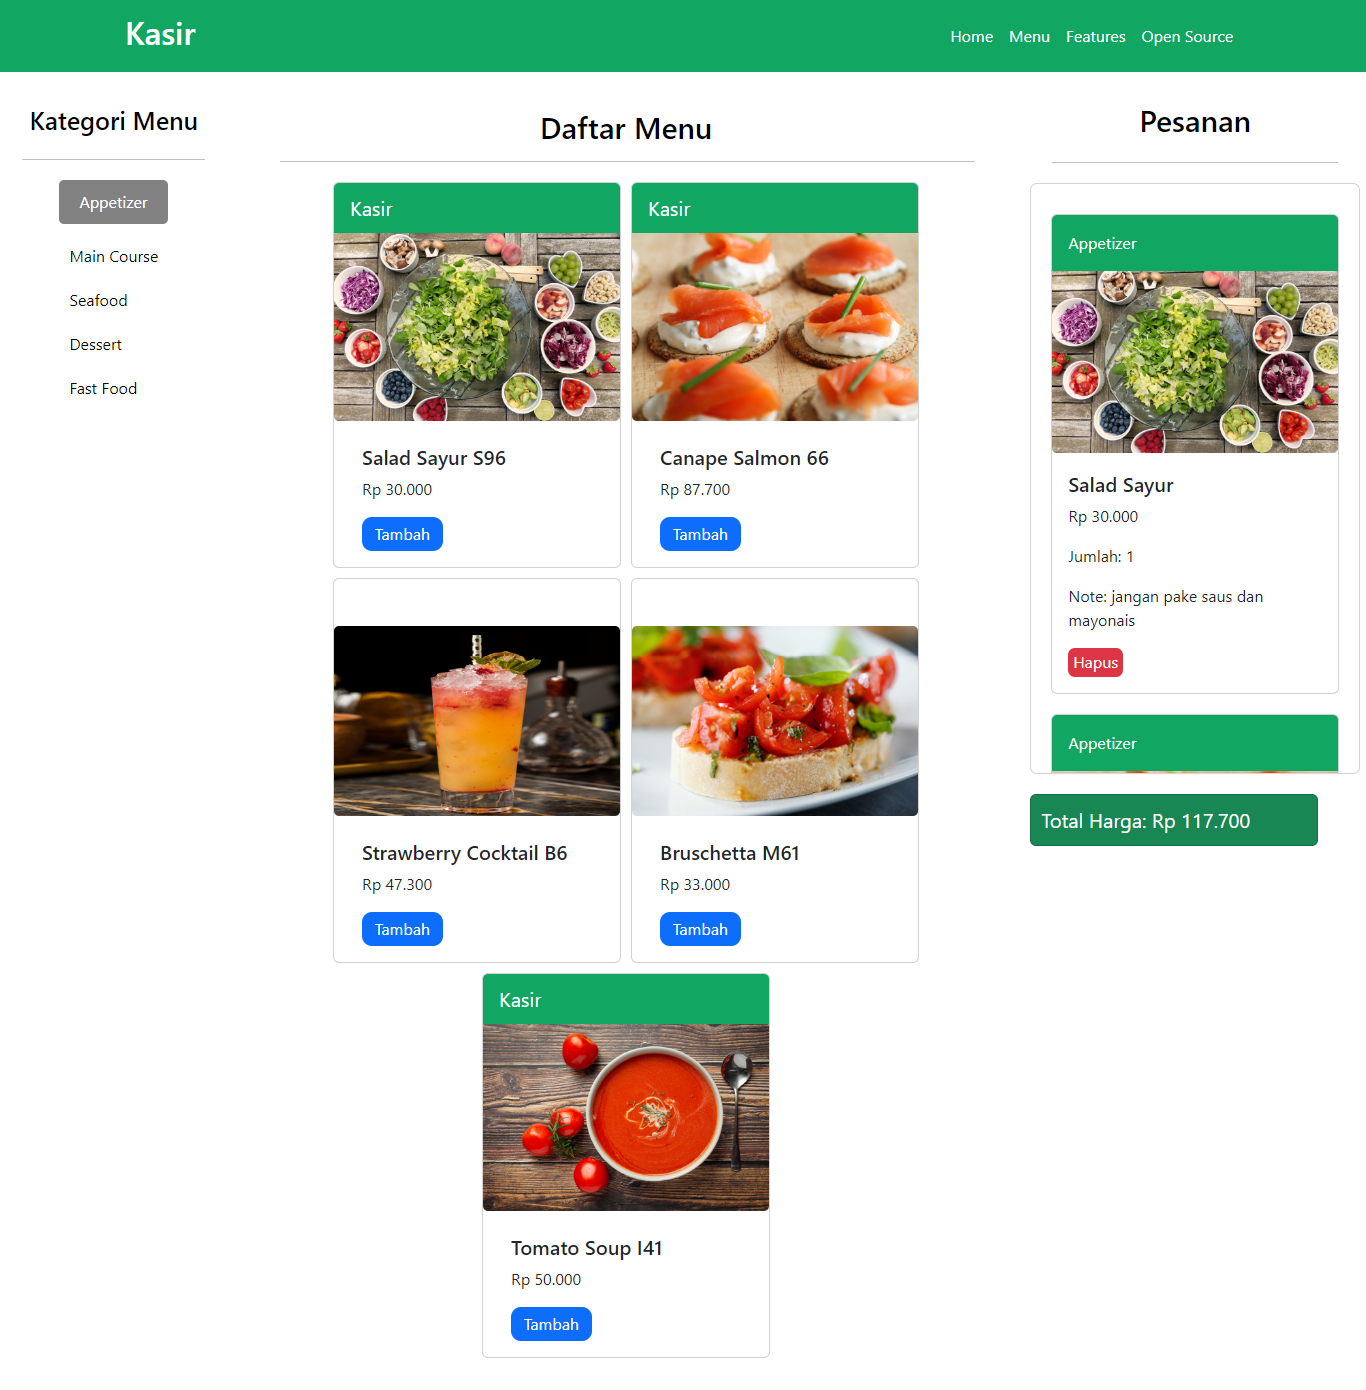 Kasir
Home Menu Features Open Source
Kategori Menu
Appetizer
Main Course
Seafood
Dessert
Fast Food
Daftar Menu
Kasir
Salad Sayur S96
Rp 30.000
Tambah
Kasir
Canape Salmon 66
Rp 87.700
Tambah
Strawberry Cocktail B6
Rp 47.300
Tambah
Bruschetta M61
Rp 33.000
Tambah
Kasir
Tomato Soup I41
Rp 50.000
Tambah
Pesanan
Appetizer
Salad Sayur
Rp 30.000
Jumlah: 1
Note: jangan pake saus dan
mayonais
Hapus
Appetizer
Total Harga: Rp 117.700